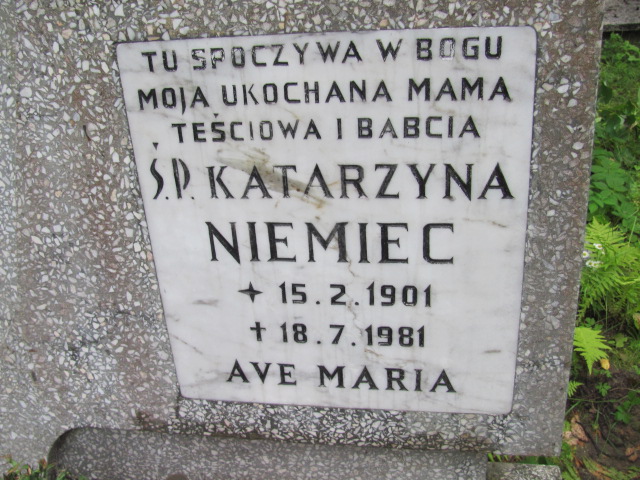 TU SPOCZYWA W BOGU
MOJA UKOCHANA MAMA
TEŚCIOWA I BABCIA
Ś.P. KATARZYNA
NIEMIEC
✦ 15.2.1901
✝ 18.7.1981
AVE MARIA